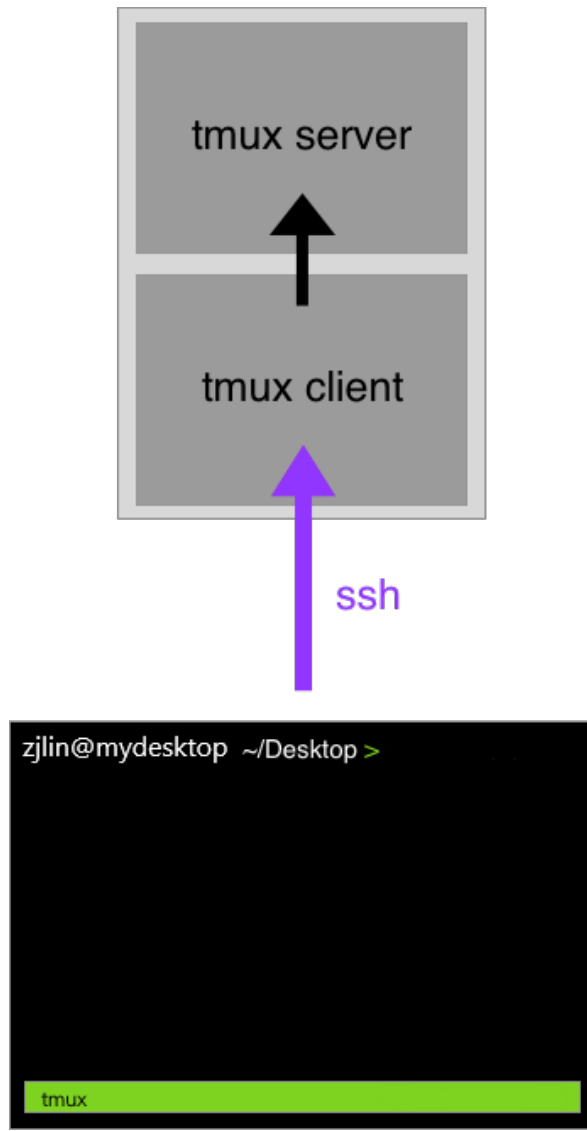 tmux server
tmux client
ssh
zjlin@mydesktop ~/Desktop >
tmux